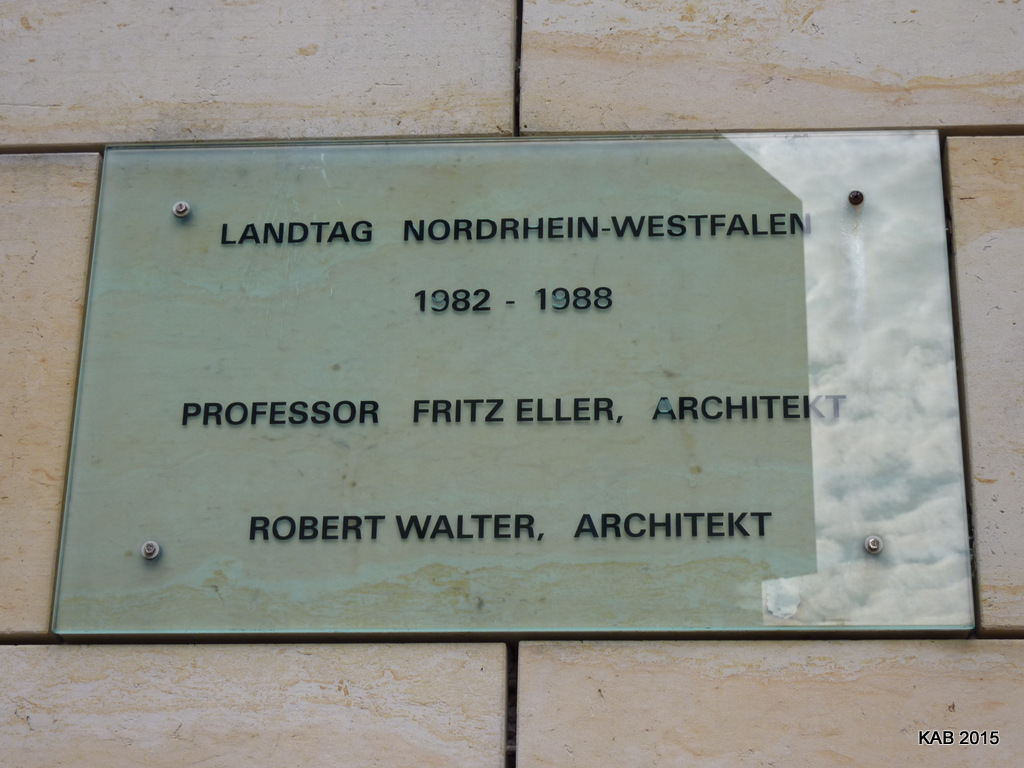 LANDTAG NORDRHEIN-WESTFALEN
1982 - 1988
PROFESSOR FRITZ ELLER, ARCHITEKT
ROBERT WALTER, ARCHITEKT
KAB 2015